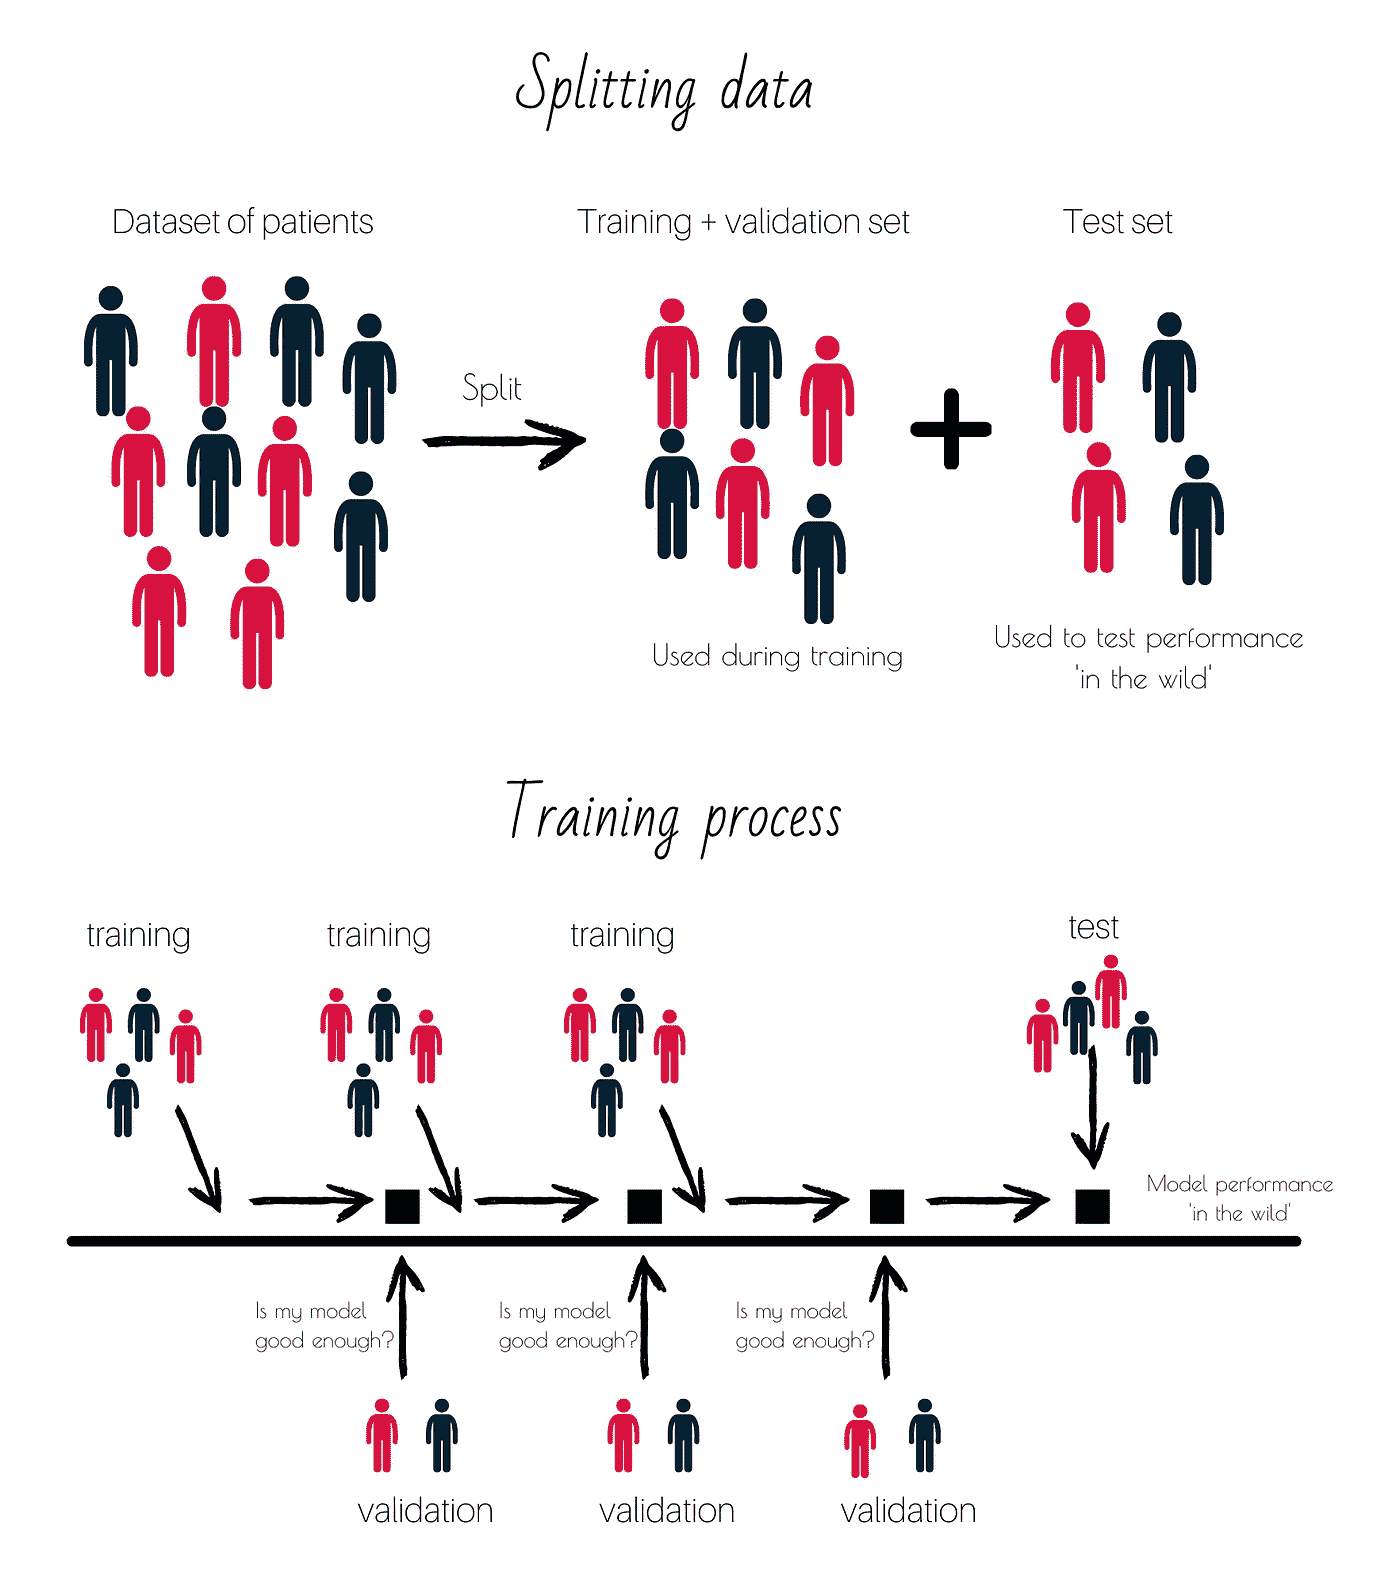 Splitting data
Dataset of patients
Training + validation set
Test set
Split
Used during training
Used to test performance
'in the wild'
Training process
training
training
training
test
Model performance
'in the wild'
Is my model
good enough?
Is my model
good enough?
Is my model
good enough?
validation
validation
validation